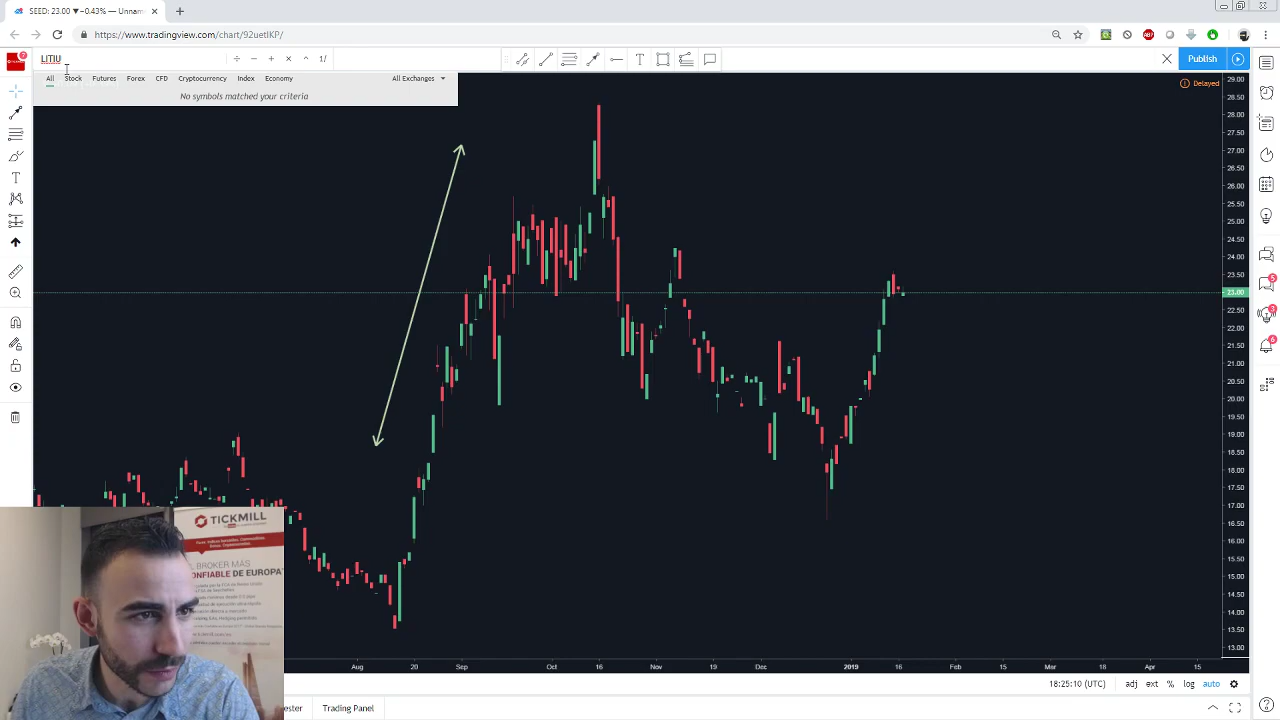 SEED: 23.00 ▼−0.43% — Unnam
https://www.tradingview.com/chart/92uetIKP/
LITIU
1/
Publish
All Stock Futures Forex CFD Cryptocurrency Index Economy All Exchanges
No symbols matched your criteria
Delayed
29.00
28.50
28.00
27.50
27.00
26.50
26.00
25.50
25.00
24.50
24.00
23.50
23.00
22.50
22.00
21.50
21.00
20.50
20.00
19.50
19.00
18.50
18.00
17.50
17.00
16.50
16.00
15.50
15.00
14.50
14.00
13.50
13.00
TICKMILL
BROKER MÁS
ONFIABLE DE EUROPA
Aug 20 Sep Oct 16 Nov 19 Dec 2019 16 Feb Mar 18 Apr 15
18:25:10 (UTC) adj ext % log auto
ester Trading Panel